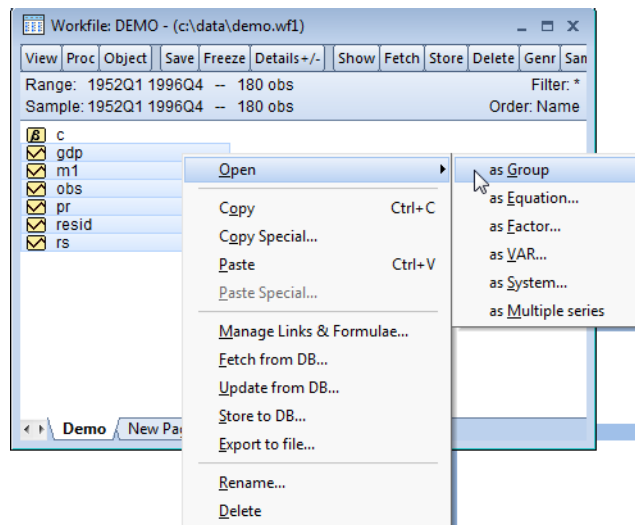 Workfile: DEMO - (c:\data\demo.wf1)
View Proc Object Save Freeze Details+/- Show Fetch Store Delete Genr Sam
Range: 1952Q1 1996Q4 -- 180 obs Filter: *
Sample: 1952Q1 1996Q4 -- 180 obs Order: Name
β c
gdp
m1
obs
pr
resid
rs
Open
Copy Ctrl+C
Copy Special...
Paste Ctrl+V
Paste Special...
Manage Links & Formulae...
Fetch from DB...
Update from DB...
Store to DB...
Export to file...
Rename...
Delete
as Group
as Equation...
as Factor...
as VAR...
as System...
as Multiple series
Demo New Pa